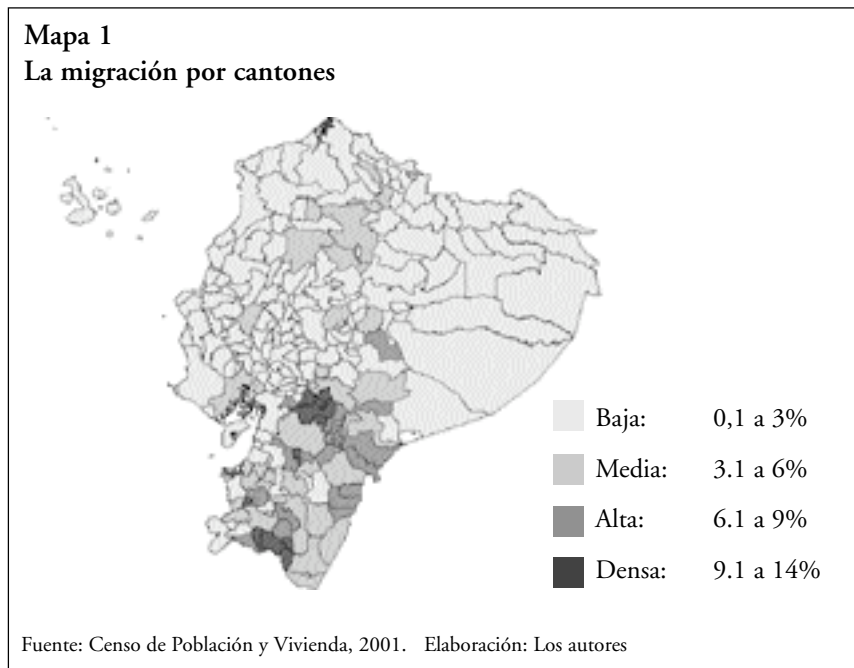 Mapa 1
La migración por cantones
Baja: 0,1 a 3%
Media: 3.1 a 6%
Alta: 6.1 a 9%
Densa: 9.1 a 14%
Fuente: Censo de Población y Vivienda, 2001. Elaboración: Los autores